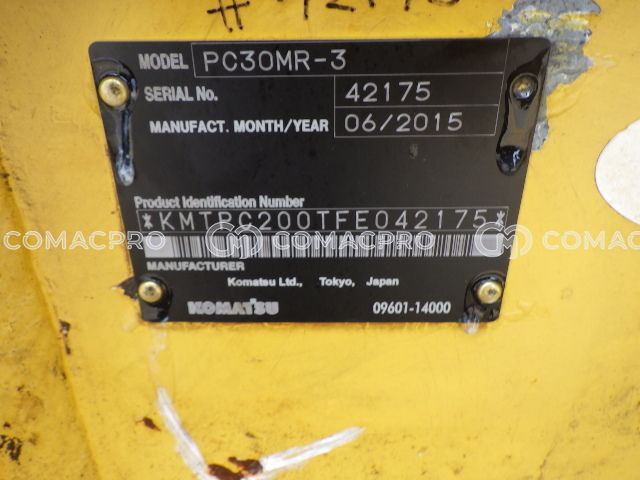 MODEL PC30MR-3
SERIAL No. 42175
MANUFACT. MONTH/YEAR 06/2015
Product Identification Number
*KMTPC200TFE042175*
COMACPRO COMACPRO COMACPRO
MANUFACTURER
Komatsu Ltd., Tokyo, Japan
KOMATSU 09601-14000